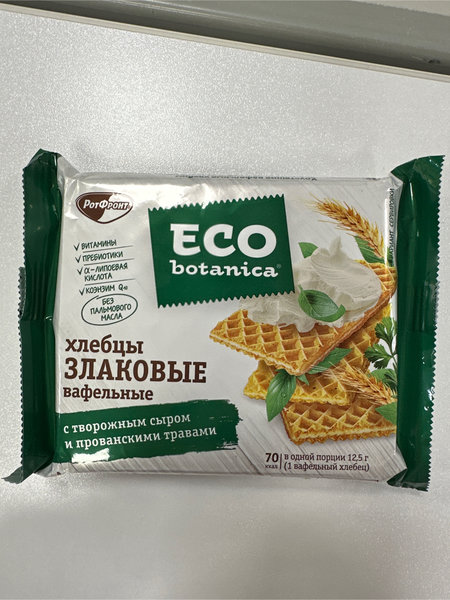 РотФронт
ECO
botanica®
✓ ВИТАМИНЫ
✓ ПРЕБИОТИКИ
✓ α-ЛИПОЕВАЯ
КИСЛОТА
✓ КОЭНЗИМ Q10
БЕЗ
ПАЛЬМОВОГО
МАСЛА
хлебцы
ЗЛАКОВЫЕ
вафельные
с творожным сыром
и прованскими травами
70 ккал
в одной порции 12,5 г
(1 вафельный хлебец)